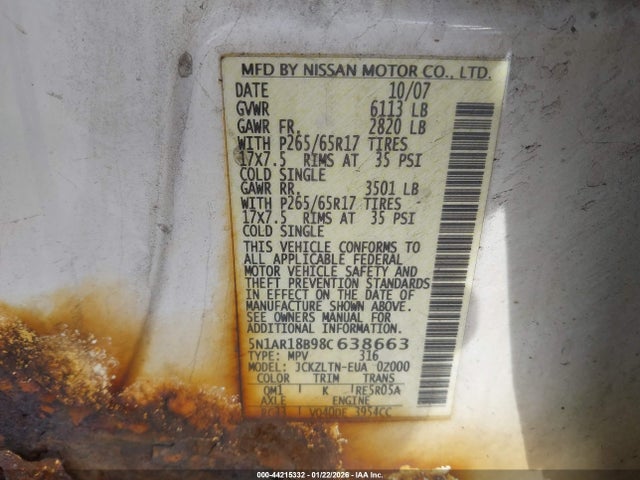 MFD BY NISSAN MOTOR CO., LTD.
DATE 10/07
GVWR 6113 LB
GAWR FR. 2820 LB
WITH P265/65R17 TIRES
17X7.5 RIMS AT 35 PSI
COLD SINGLE
GAWR RR. 3501 LB
WITH P265/65R17 TIRES
17X7.5 RIMS AT 35 PSI
COLD SINGLE
THIS VEHICLE CONFORMS TO
ALL APPLICABLE FEDERAL
MOTOR VEHICLE SAFETY AND
THEFT PREVENTION STANDARDS
IN EFFECT ON THE DATE OF
MANUFACTURE SHOWN ABOVE.
SEE OWNERS MANUAL FOR
ADDITIONAL INFORMATION.
5N1AR18B98C638663
TYPE: MPV 316
MODEL: JCKZLTN-EUA 02000
COLOR TRIM TRANS
QM1 K RE5R05A
AXLE ENGINE
VQ40DE 3954CC
000-44215332 - 01/22/2026 - IAA Inc.